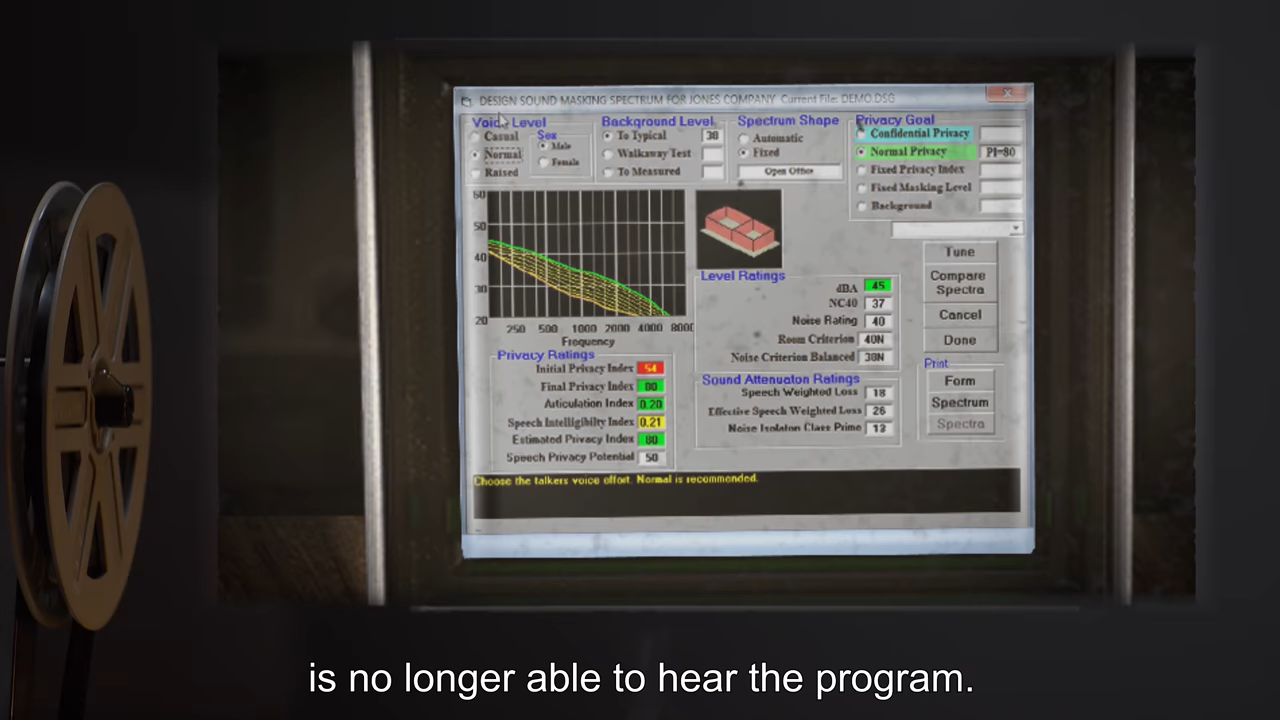 DESIGN SOUND MASKING SPECTRUM FOR JONES COMPANY Current File: DEMO.DSG
Voice Level
Casual
Normal
Raised
Sex
Male
Female
Background Level
To Typical 30
Walkaway Test
To Measured
Spectrum Shape
Automatic
Fixed
Open Office
Privacy Goal
Confidential Privacy
Normal Privacy PI=80
Fixed Privacy Index
Fixed Masking Level
Background
60
50
40
30
20
250 500 1000 2000 4000 8000
Frequency
Level Ratings
dBA 45
NC40 37
Noise Rating 40
Room Criterion 40N
Noise Criterion Balanced 38N
Tune
Compare
Spectra
Cancel
Done
Privacy Ratings
Initial Privacy Index 54
Final Privacy Index 80
Articulation Index 0.20
Speech Intelligibilty Index 0.21
Estimated Privacy Index 80
Speech Privacy Potential 50
Sound Attenuaton Ratings
Speech Weighted Loss 18
Effective Speech Weighted Loss 26
Noise Isolaton Class Prime 13
Print
Form
Spectrum
Spectra
Choose the talkers voice effort. Normal is recommended.
is no longer able to hear the program.